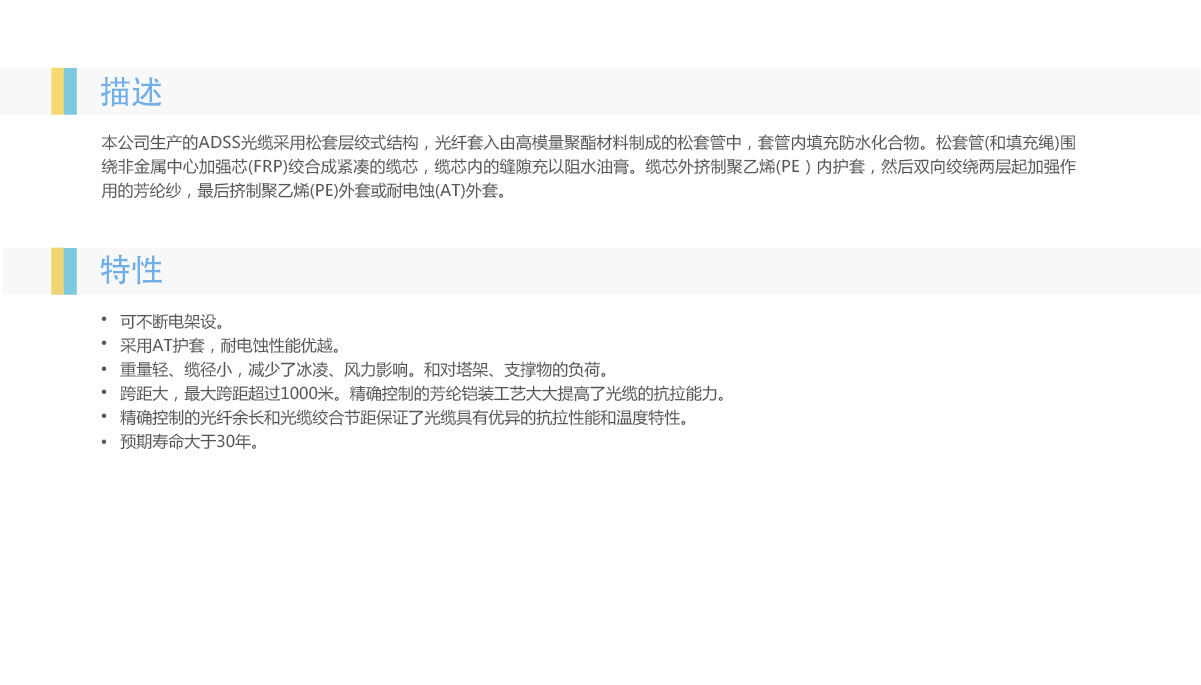 描述
本公司生产的ADSS光缆采用松套层绞式结构，光纤套入由高模量聚酯材料制成的松套管中，套管内填充防水化合物。松套管(和填充绳)围
绕非金属中心加强芯(FRP)绞合成紧凑的缆芯，缆芯内的缝隙充以阻水油膏。缆芯外挤制聚乙烯(PE）内护套，然后双向绞绕两层起加强作
用的芳纶纱，最后挤制聚乙烯(PE)外套或耐电蚀(AT)外套。
特性
• 可不断电架设。
• 采用AT护套，耐电蚀性能优越。
• 重量轻、缆径小，减少了冰凌、风力影响。和对塔架、支撑物的负荷。
• 跨距大，最大跨距超过1000米。精确控制的芳纶铠装工艺大大提高了光缆的抗拉能力。
• 精确控制的光纤余长和光缆绞合节距保证了光缆具有优异的抗拉性能和温度特性。
• 预期寿命大于30年。